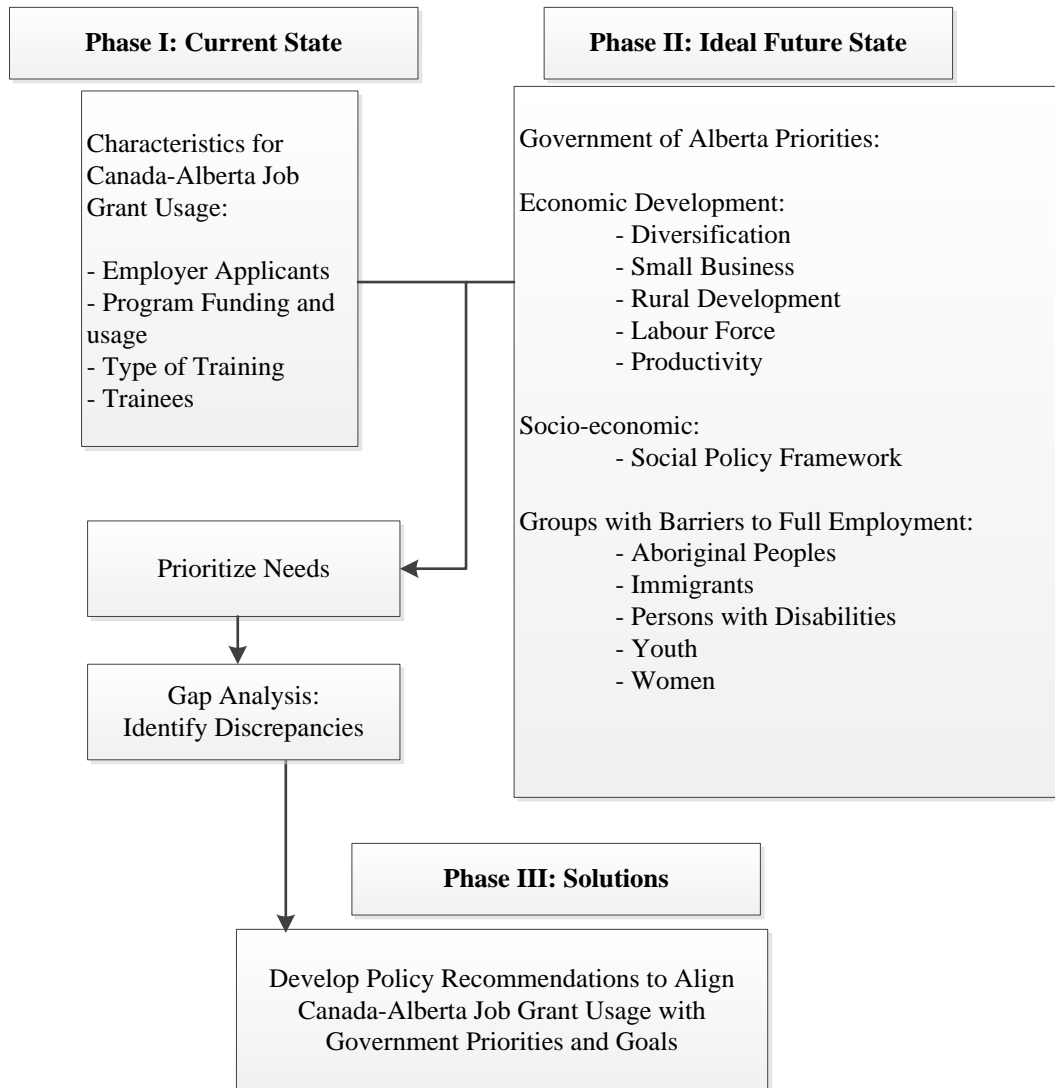 Phase I: Current State
Characteristics for
Canada-Alberta Job
Grant Usage:
- Employer Applicants
- Program Funding and
usage
- Type of Training
- Trainees
Phase II: Ideal Future State
Government of Alberta Priorities:
Economic Development:
- Diversification
- Small Business
- Rural Development
- Labour Force
- Productivity
Socio-economic:
- Social Policy Framework
Groups with Barriers to Full Employment:
- Aboriginal Peoples
- Immigrants
- Persons with Disabilities
- Youth
- Women
Prioritize Needs
Gap Analysis:
Identify Discrepancies
Phase III: Solutions
Develop Policy Recommendations to Align
Canada-Alberta Job Grant Usage with
Government Priorities and Goals